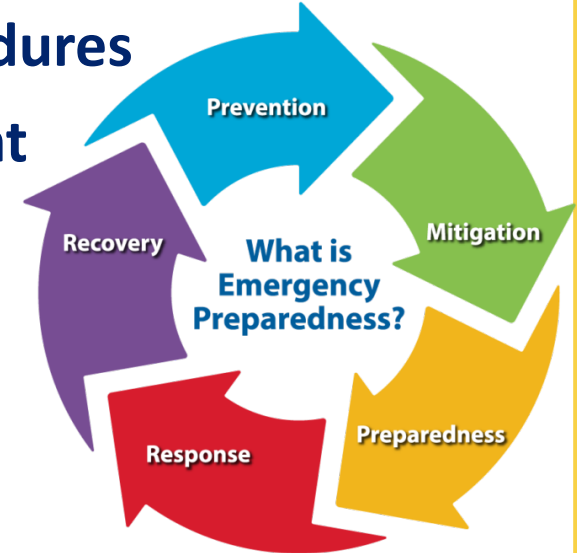 dures
nt
Prevention
Mitigation
Recovery
What is
Emergency
Preparedness?
Preparedness
Response